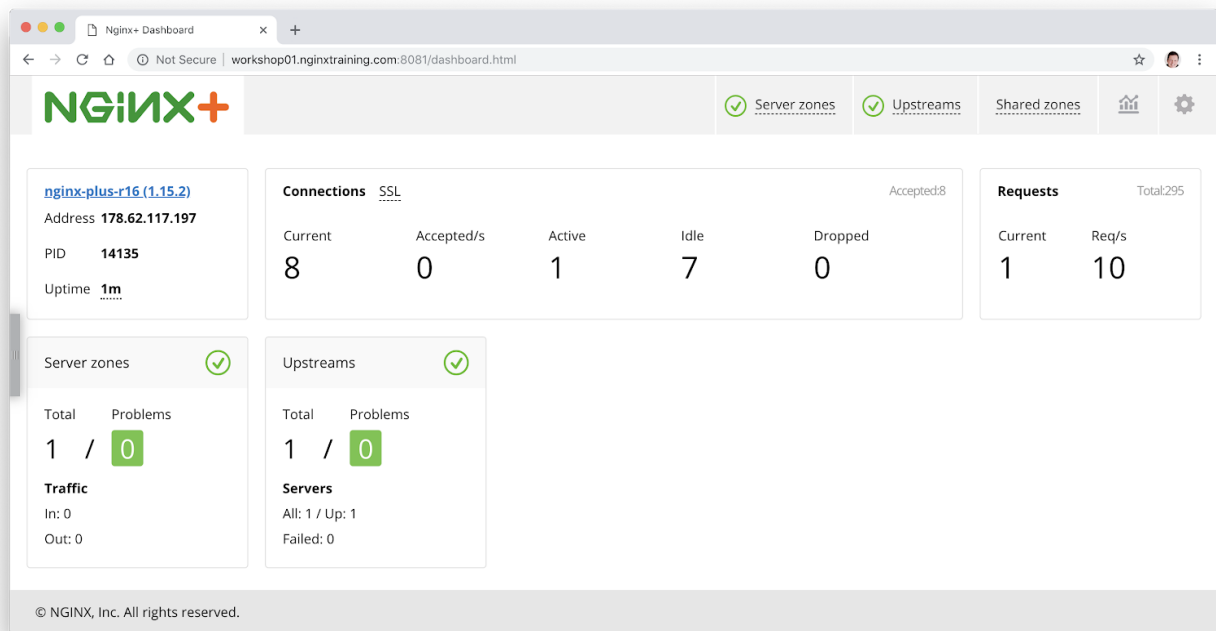 Nginx+ Dashboard
Not Secure | workshop01.nginxtraining.com:8081/dashboard.html
NGiNX+
Server zones
Upstreams
Shared zones
nginx-plus-r16 (1.15.2)
Address 178.62.117.197
PID 14135
Uptime 1m
Connections SSL Accepted:8
Current Accepted/s Active Idle Dropped
8 0 1 7 0
Requests Total:295
Current Req/s
1 10
Server zones
Total Problems
1 / 0
Traffic
In: 0
Out: 0
Upstreams
Total Problems
1 / 0
Servers
All: 1 / Up: 1
Failed: 0
© NGINX, Inc. All rights reserved.